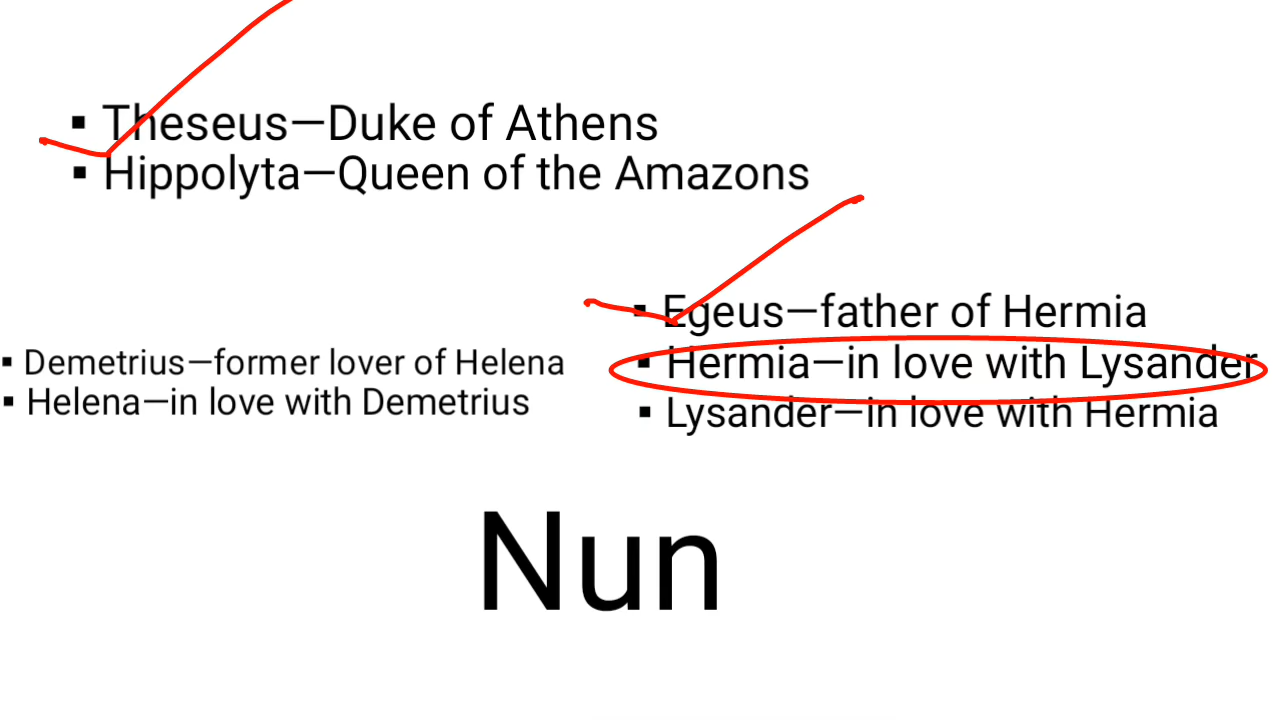 ▪ Theseus—Duke of Athens
▪ Hippolyta—Queen of the Amazons
▪ Egeus—father of Hermia
▪ Hermia—in love with Lysander
▪ Lysander—in love with Hermia
▪ Demetrius—former lover of Helena
▪ Helena—in love with Demetrius
Nun